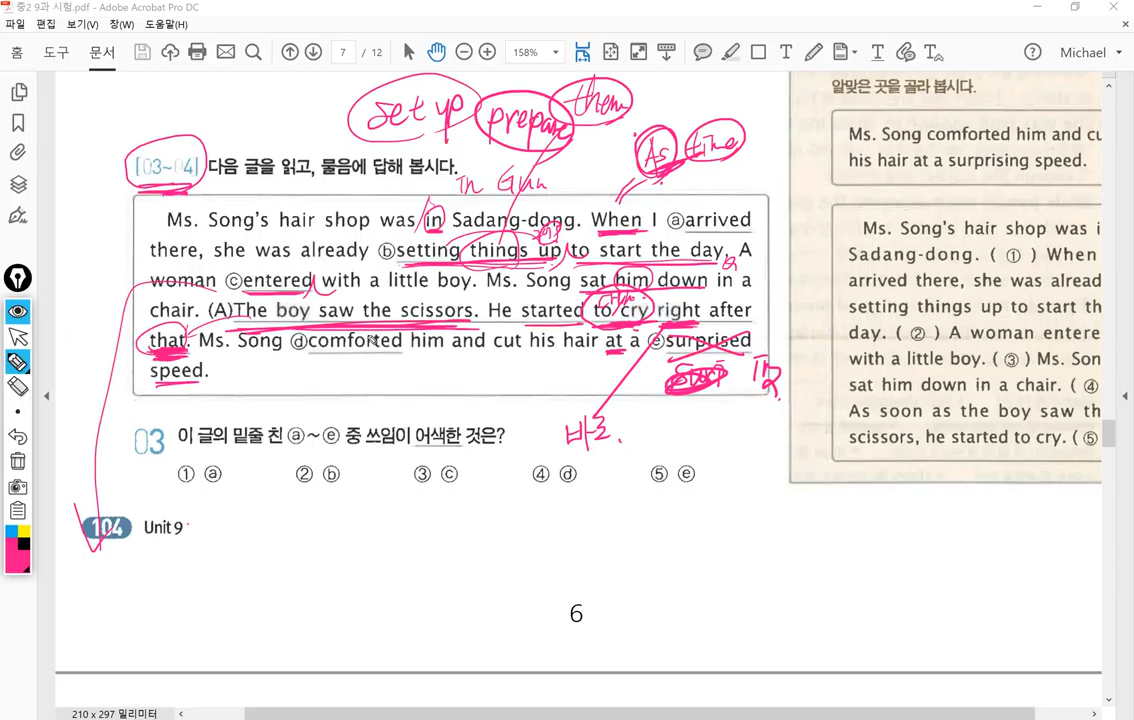 중2 9과 시험.pdf - Adobe Acrobat Pro DC
파일 편집 보기(V) 창(W) 도움말(H)
홈 도구 문서 7 / 12 158% Michael
set up prepare them
As time
[03~04] 다음 글을 읽고, 물음에 답해 봅시다.
in Gun
Ms. Song's hair shop was in Sadang-dong. When I ⓐarrived
there, she was already ⓑsetting things up to start the day. A
woman ⓒentered with a little boy. Ms. Song sat him down in a
chair. (A)The boy saw the scissors. He started to cry right after
that. Ms. Song ⓓcomforted him and cut his hair at a ⓔsurprised
speed.
바로.
03 이 글의 밑줄 친 ⓐ~ⓔ 중 쓰임이 어색한 것은?
① ⓐ ② ⓑ ③ ⓒ ④ ⓓ ⑤ ⓔ
104 Unit 9
6
알맞은 곳을 골라 봅시다.
Ms. Song comforted him and cu
his hair at a surprising speed.
Ms. Song's hair shop was i
Sadang-dong. ( ① ) When
arrived there, she was alread
setting things up to start the
day. ( ② ) A woman entere
with a little boy. ( ③ ) Ms. Son
sat him down in a chair. ( ④
As soon as the boy saw th
scissors, he started to cry. ( ⑤
210 x 297 밀리미터